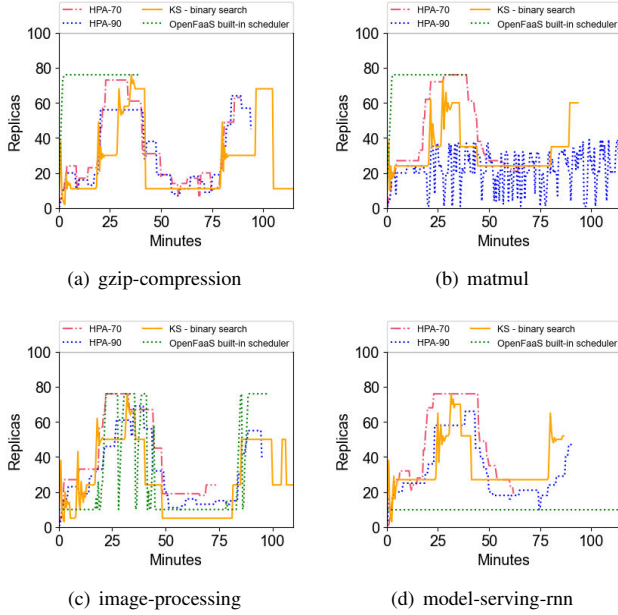 HPA-70 KS - binary search
HPA-90 OpenFaaS built-in scheduler
100
80
60
40
20
0
Replicas
0 25 50 75 100
Minutes
(a) gzip-compression
HPA-70 KS - binary search
HPA-90 OpenFaaS built-in scheduler
100
80
60
40
20
0
Replicas
0 25 50 75 100
Minutes
(b) matmul
HPA-70 KS - binary search
HPA-90 OpenFaaS built-in scheduler
100
80
60
40
20
0
Replicas
0 25 50 75 100
Minutes
(c) image-processing
HPA-70 KS - binary search
HPA-90 OpenFaaS built-in scheduler
100
80
60
40
20
0
Replicas
0 25 50 75 100
Minutes
(d) model-serving-rnn